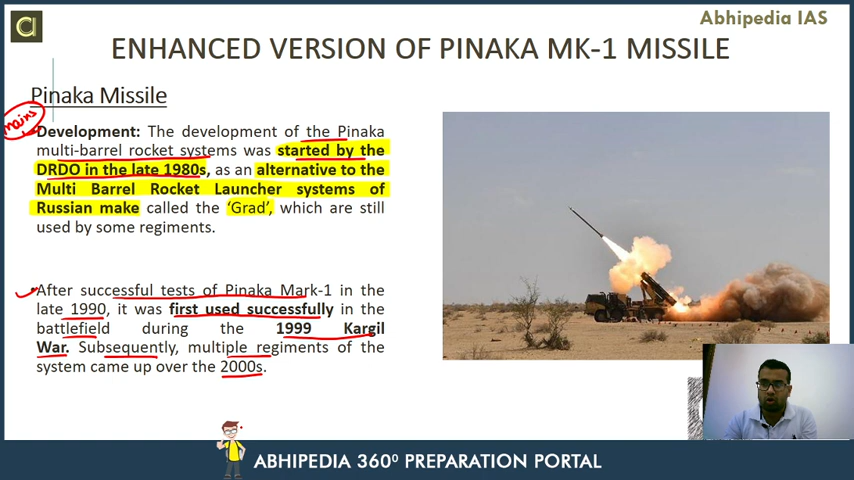 Abhipedia IAS
ENHANCED VERSION OF PINAKA MK-1 MISSILE
Pinaka Missile
mains
Development: The development of the Pinaka
multi-barrel rocket systems was started by the
DRDO in the late 1980s, as an alternative to the
Multi Barrel Rocket Launcher systems of
Russian make called the ‘Grad’, which are still
used by some regiments.
After successful tests of Pinaka Mark-1 in the
late 1990, it was first used successfully in the
battlefield during the 1999 Kargil
War. Subsequently, multiple regiments of the
system came up over the 2000s.
ABHIPEDIA 360⁰ PREPARATION PORTAL